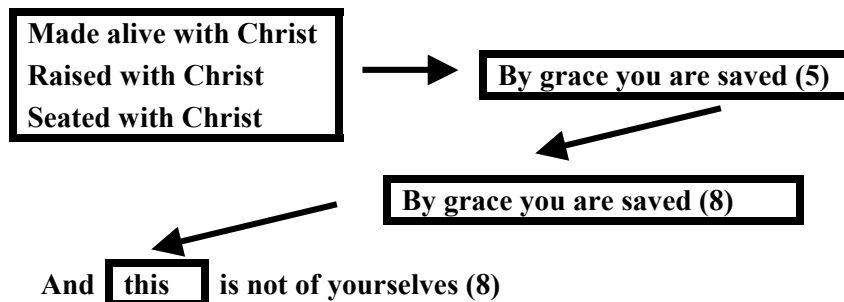 Made alive with Christ
Raised with Christ
Seated with Christ
By grace you are saved (5)
By grace you are saved (8)
And this is not of yourselves (8)